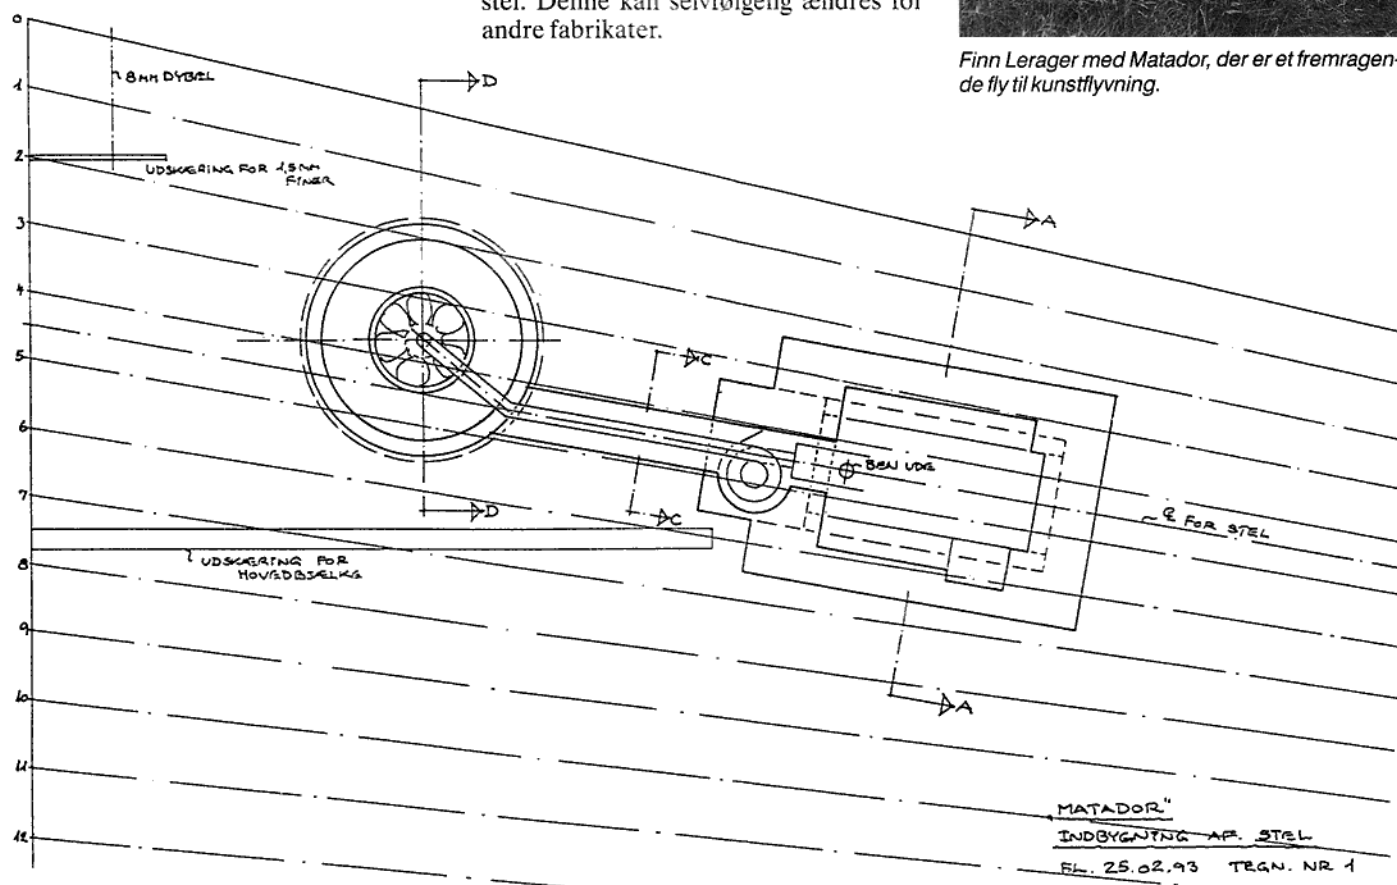 stel. Denne kan selvfølgelig ændres for
andre fabrikater.
Finn Lerager med Matador, der er et fremragen-
de fly til kunstflyvning.
0
1
2
3
4
5
6
7
8
9
10
11
12
8 MM DYBEL
UDSKÆRING FOR 1,5 MM
FINER
D
A
C
BEN UDE
C
D
℄ FOR STEL
UDSKÆRING FOR
HOVEDBJÆLKE
A
MATADOR"
INDBYGNING AF. STEL
FL. 25.02.93 TEGN. NR 1